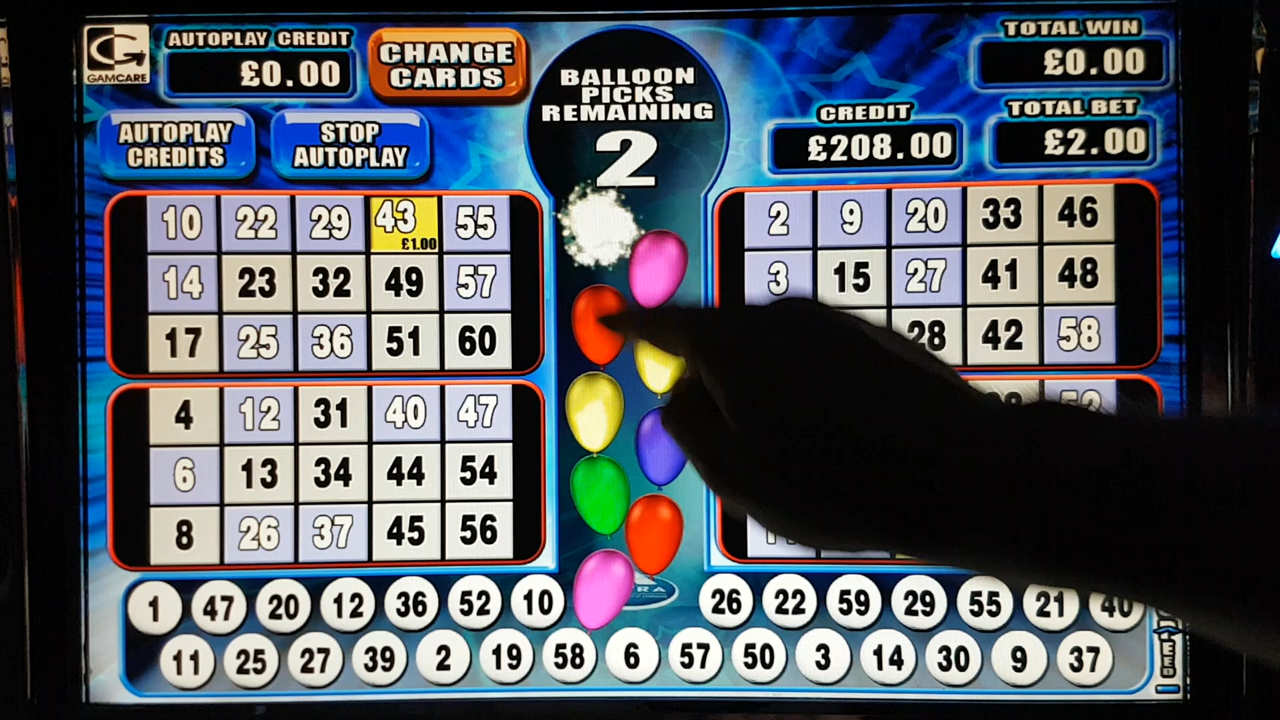 GAMCARE
AUTOPLAY CREDIT
£0.00
CHANGE
CARDS
AUTOPLAY
CREDITS
STOP
AUTOPLAY
BALLOON
PICKS
REMAINING
2
TOTAL WIN
£0.00
CREDIT
£208.00
TOTAL BET
£2.00
10 22 29 43 55
£1.00
14 23 32 49 57
17 25 36 51 60
2 9 20 33 46
3 15 27 41 48
28 42 58
4 12 31 40 47
6 13 34 44 54
8 26 37 45 56
1 47 20 12 36 52 10
26 22 59 29 55 21 40
11 25 27 39 2 19 58 6 57 50 3 14 30 9 37